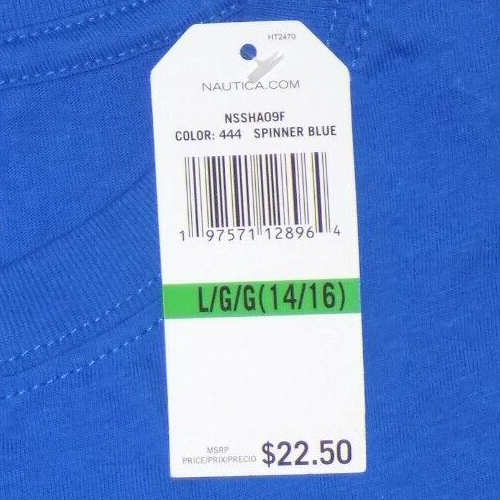 HT2470
NAUTICA.COM
NSSHA09F
COLOR: 444 SPINNER BLUE
1 97571 12896 4
L/G/G(14/16)
MSRP
PRICE/PRIX/PRECIO $22.50